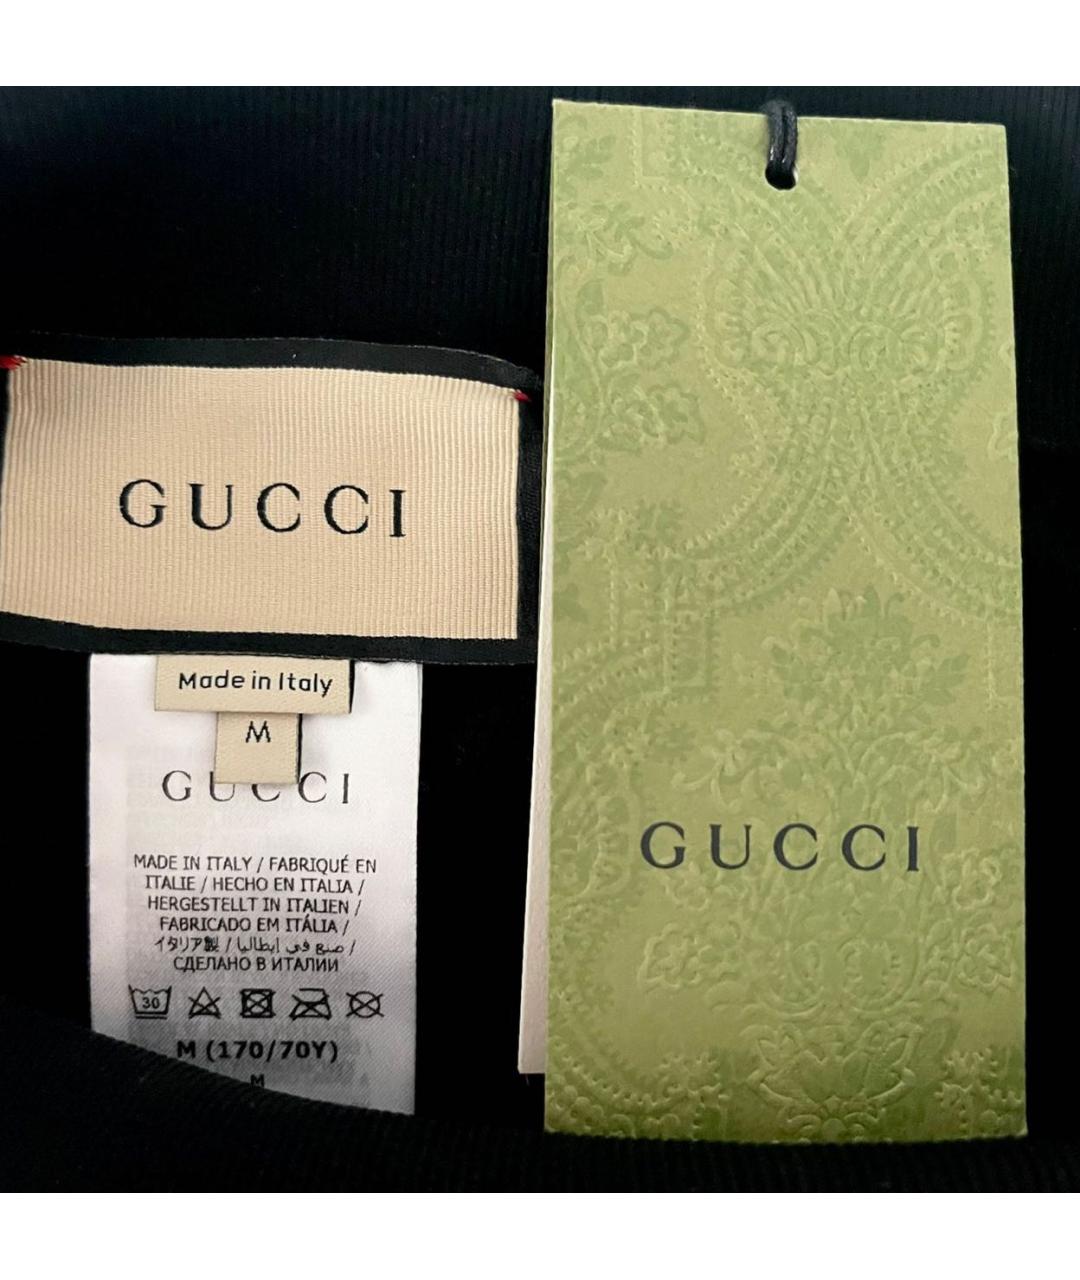 GUCCI
Made in Italy
M
GUCCI
MADE IN ITALY / FABRIQUÉ EN
ITALIE / HECHO EN ITALIA /
HERGESTELLT IN ITALIEN /
FABRICADO EM ITÁLIA /
イタリア製 / صنع في ايطاليا /
СДЕЛАНО В ИТАЛИИ
30
M (170/70Y)
M
GUCCI